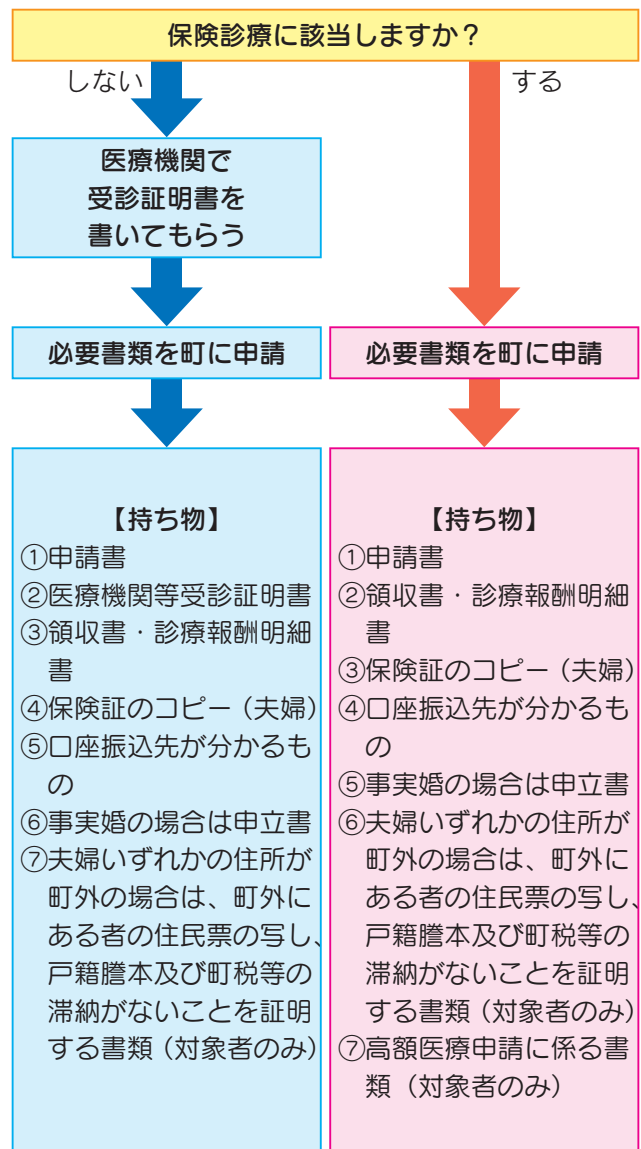 保険診療に該当しますか？
しない
する
医療機関で
受診証明書を
書いてもらう
必要書類を町に申請
必要書類を町に申請
【持ち物】
①申請書
②医療機関等受診証明書
③領収書・診療報酬明細
書
④保険証のコピー（夫婦）
⑤口座振込先が分かるも
の
⑥事実婚の場合は申立書
⑦夫婦いずれかの住所が
町外の場合は、町外に
ある者の住民票の写し、
戸籍謄本及び町税等の
滞納がないことを証明
する書類（対象者のみ）
【持ち物】
①申請書
②領収書・診療報酬明細
書
③保険証のコピー（夫婦）
④口座振込先が分かるも
の
⑤事実婚の場合は申立書
⑥夫婦いずれかの住所が
町外の場合は、町外に
ある者の住民票の写し、
戸籍謄本及び町税等の
滞納がないことを証明
する書類（対象者のみ）
⑦高額医療申請に係る書
類（対象者のみ）